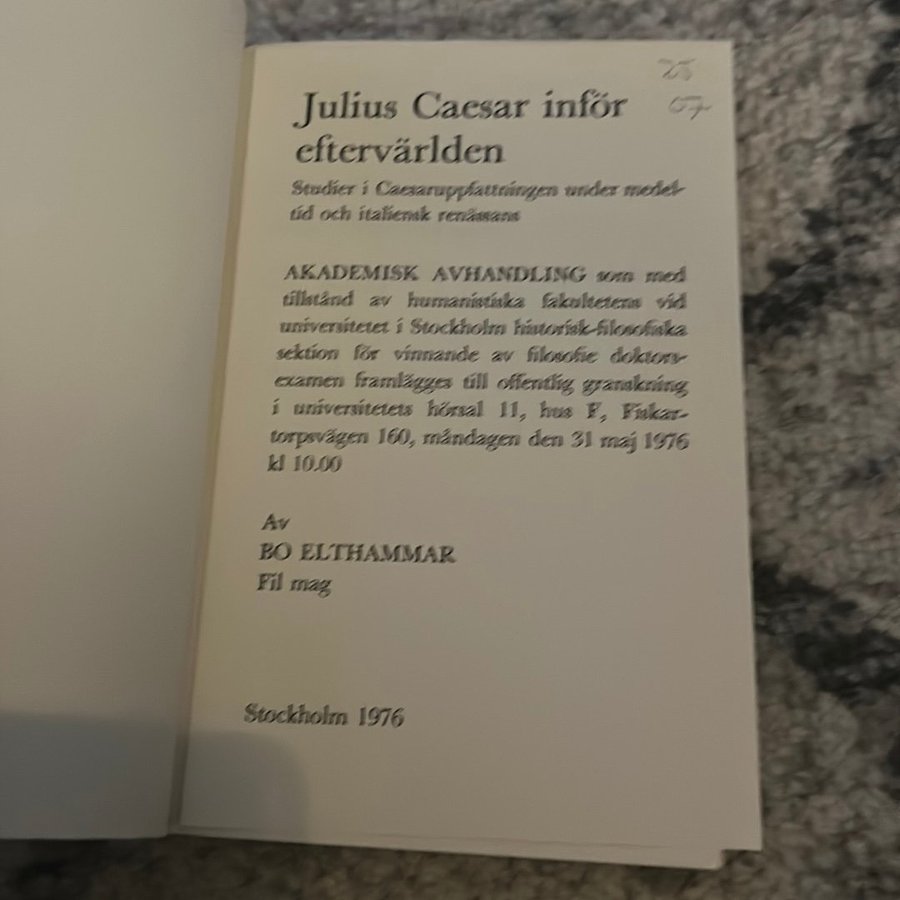 25
Julius Caesar inför
eftervärlden
Studier i Caesaruppfattningen under medel-
tid och italiensk renässans
AKADEMISK AVHANDLING som med
tillstånd av humanistiska fakultetens vid
universitetet i Stockholm historisk-filosofiska
sektion för vinnande av filosofie doktors-
examen framlägges till offentlig granskning
i universitetets hörsal 11, hus F, Fiskar-
torpsvägen 160, måndagen den 31 maj 1976
kl 10.00
Av
BO ELTHAMMAR
Fil mag
Stockholm 1976